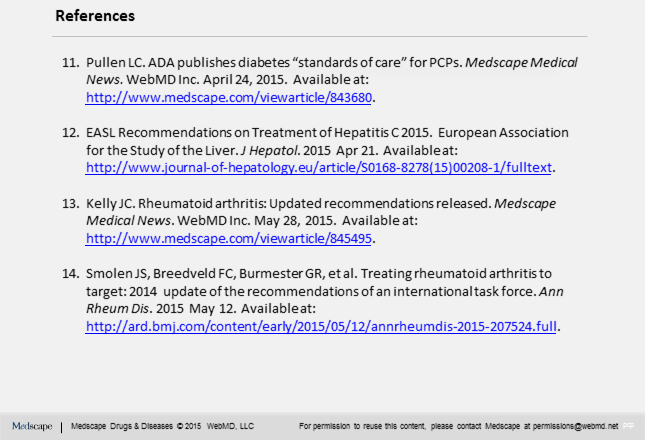 References
11. Pullen LC. ADA publishes diabetes “standards of care” for PCPs. Medscape Medical
News. WebMD Inc. April 24, 2015. Available at:
http://www.medscape.com/viewarticle/843680.
12. EASL Recommendations on Treatment of Hepatitis C 2015. European Association
for the Study of the Liver. J Hepatol. 2015 Apr 21. Available at:
http://www.journal-of-hepatology.eu/article/S0168-8278(15)00208-1/fulltext.
13. Kelly JC. Rheumatoid arthritis: Updated recommendations released. Medscape
Medical News. WebMD Inc. May 28, 2015. Available at:
http://www.medscape.com/viewarticle/845495.
14. Smolen JS, Breedveld FC, Burmester GR, et al. Treating rheumatoid arthritis to
target: 2014 update of the recommendations of an international task force. Ann
Rheum Dis. 2015 May 12. Available at:
http://ard.bmj.com/content/early/2015/05/12/annrheumdis-2015-207524.full.
Medscape | Medscape Drugs & Diseases © 2015 WebMD, LLC For permission to reuse this content, please contact Medscape at permissions@webmd.net